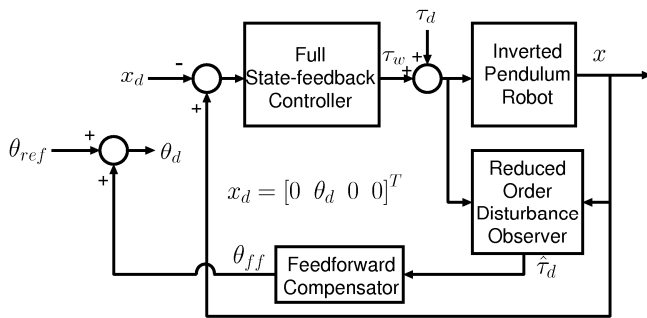 τ_d
Full
State-feedback
Controller
Inverted
Pendulum
Robot
x_d
-
+
τ_w
+
+
x
θ_ref
+
+
θ_d
x_d = [0 θ_d 0 0]^T
Reduced
Order
Disturbance
Observer
θ_ff
Feedforward
Compensator
τ̂_d